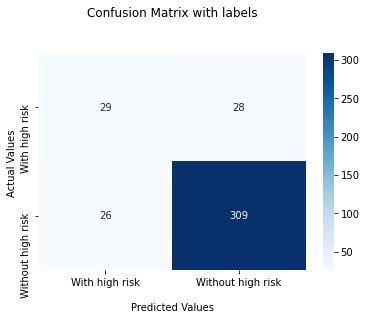 Confusion Matrix with labels
Actual Values
With high risk
Without high risk
29 28
26 309
With high risk Without high risk
Predicted Values
300
250
200
150
100
50